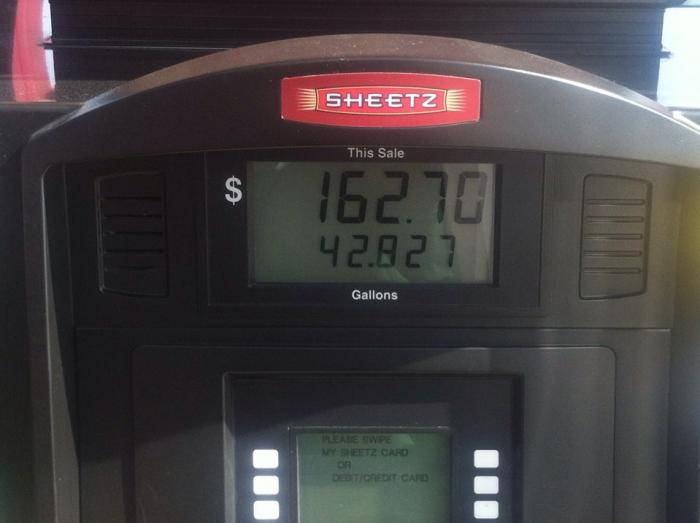 SHEETZ
This Sale
$ 162.70
42.827
Gallons
PLEASE SWIPE
MY SHEETZ CARD
OR
DEBIT/CREDIT CARD